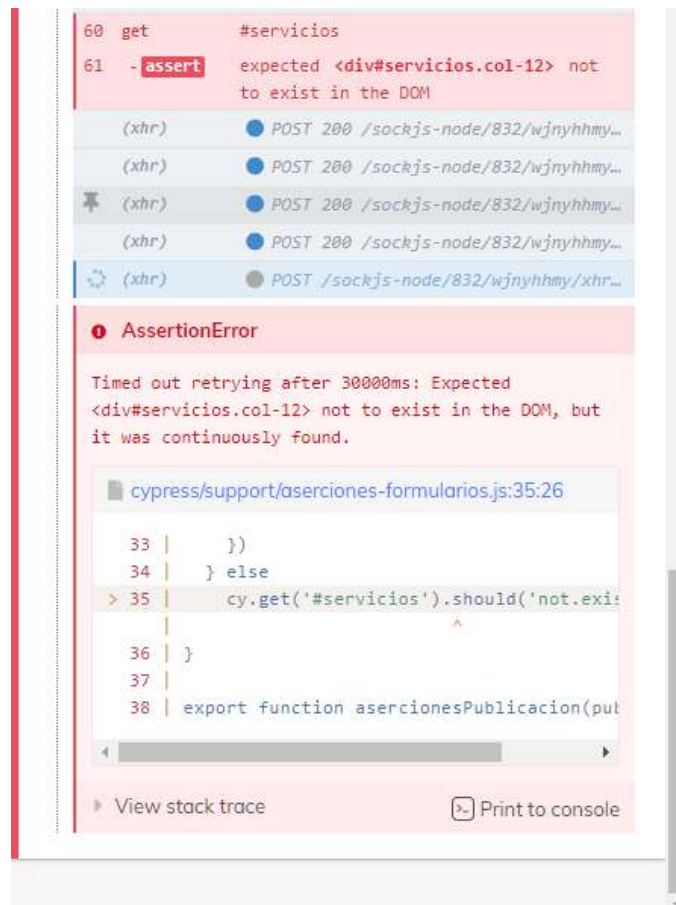 60 get #servicios
61 -assert expected <div#servicios.col-12> not
to exist in the DOM
(xhr) POST 200 /sockjs-node/832/wjnyhhmy…
(xhr) POST 200 /sockjs-node/832/wjnyhhmy…
(xhr) POST 200 /sockjs-node/832/wjnyhhmy…
(xhr) POST 200 /sockjs-node/832/wjnyhhmy…
(xhr) POST /sockjs-node/832/wjnyhhmy/xhr…
AssertionError
Timed out retrying after 30000ms: Expected
<div#servicios.col-12> not to exist in the DOM, but
it was continuously found.
cypress/support/aserciones-formularios.js:35:26
33 | })
34 | } else
> 35 | cy.get('#servicios').should('not.exis
| ^
36 | }
37 |
38 | export function asercionesPublicacion(pub
View stack trace
Print to console